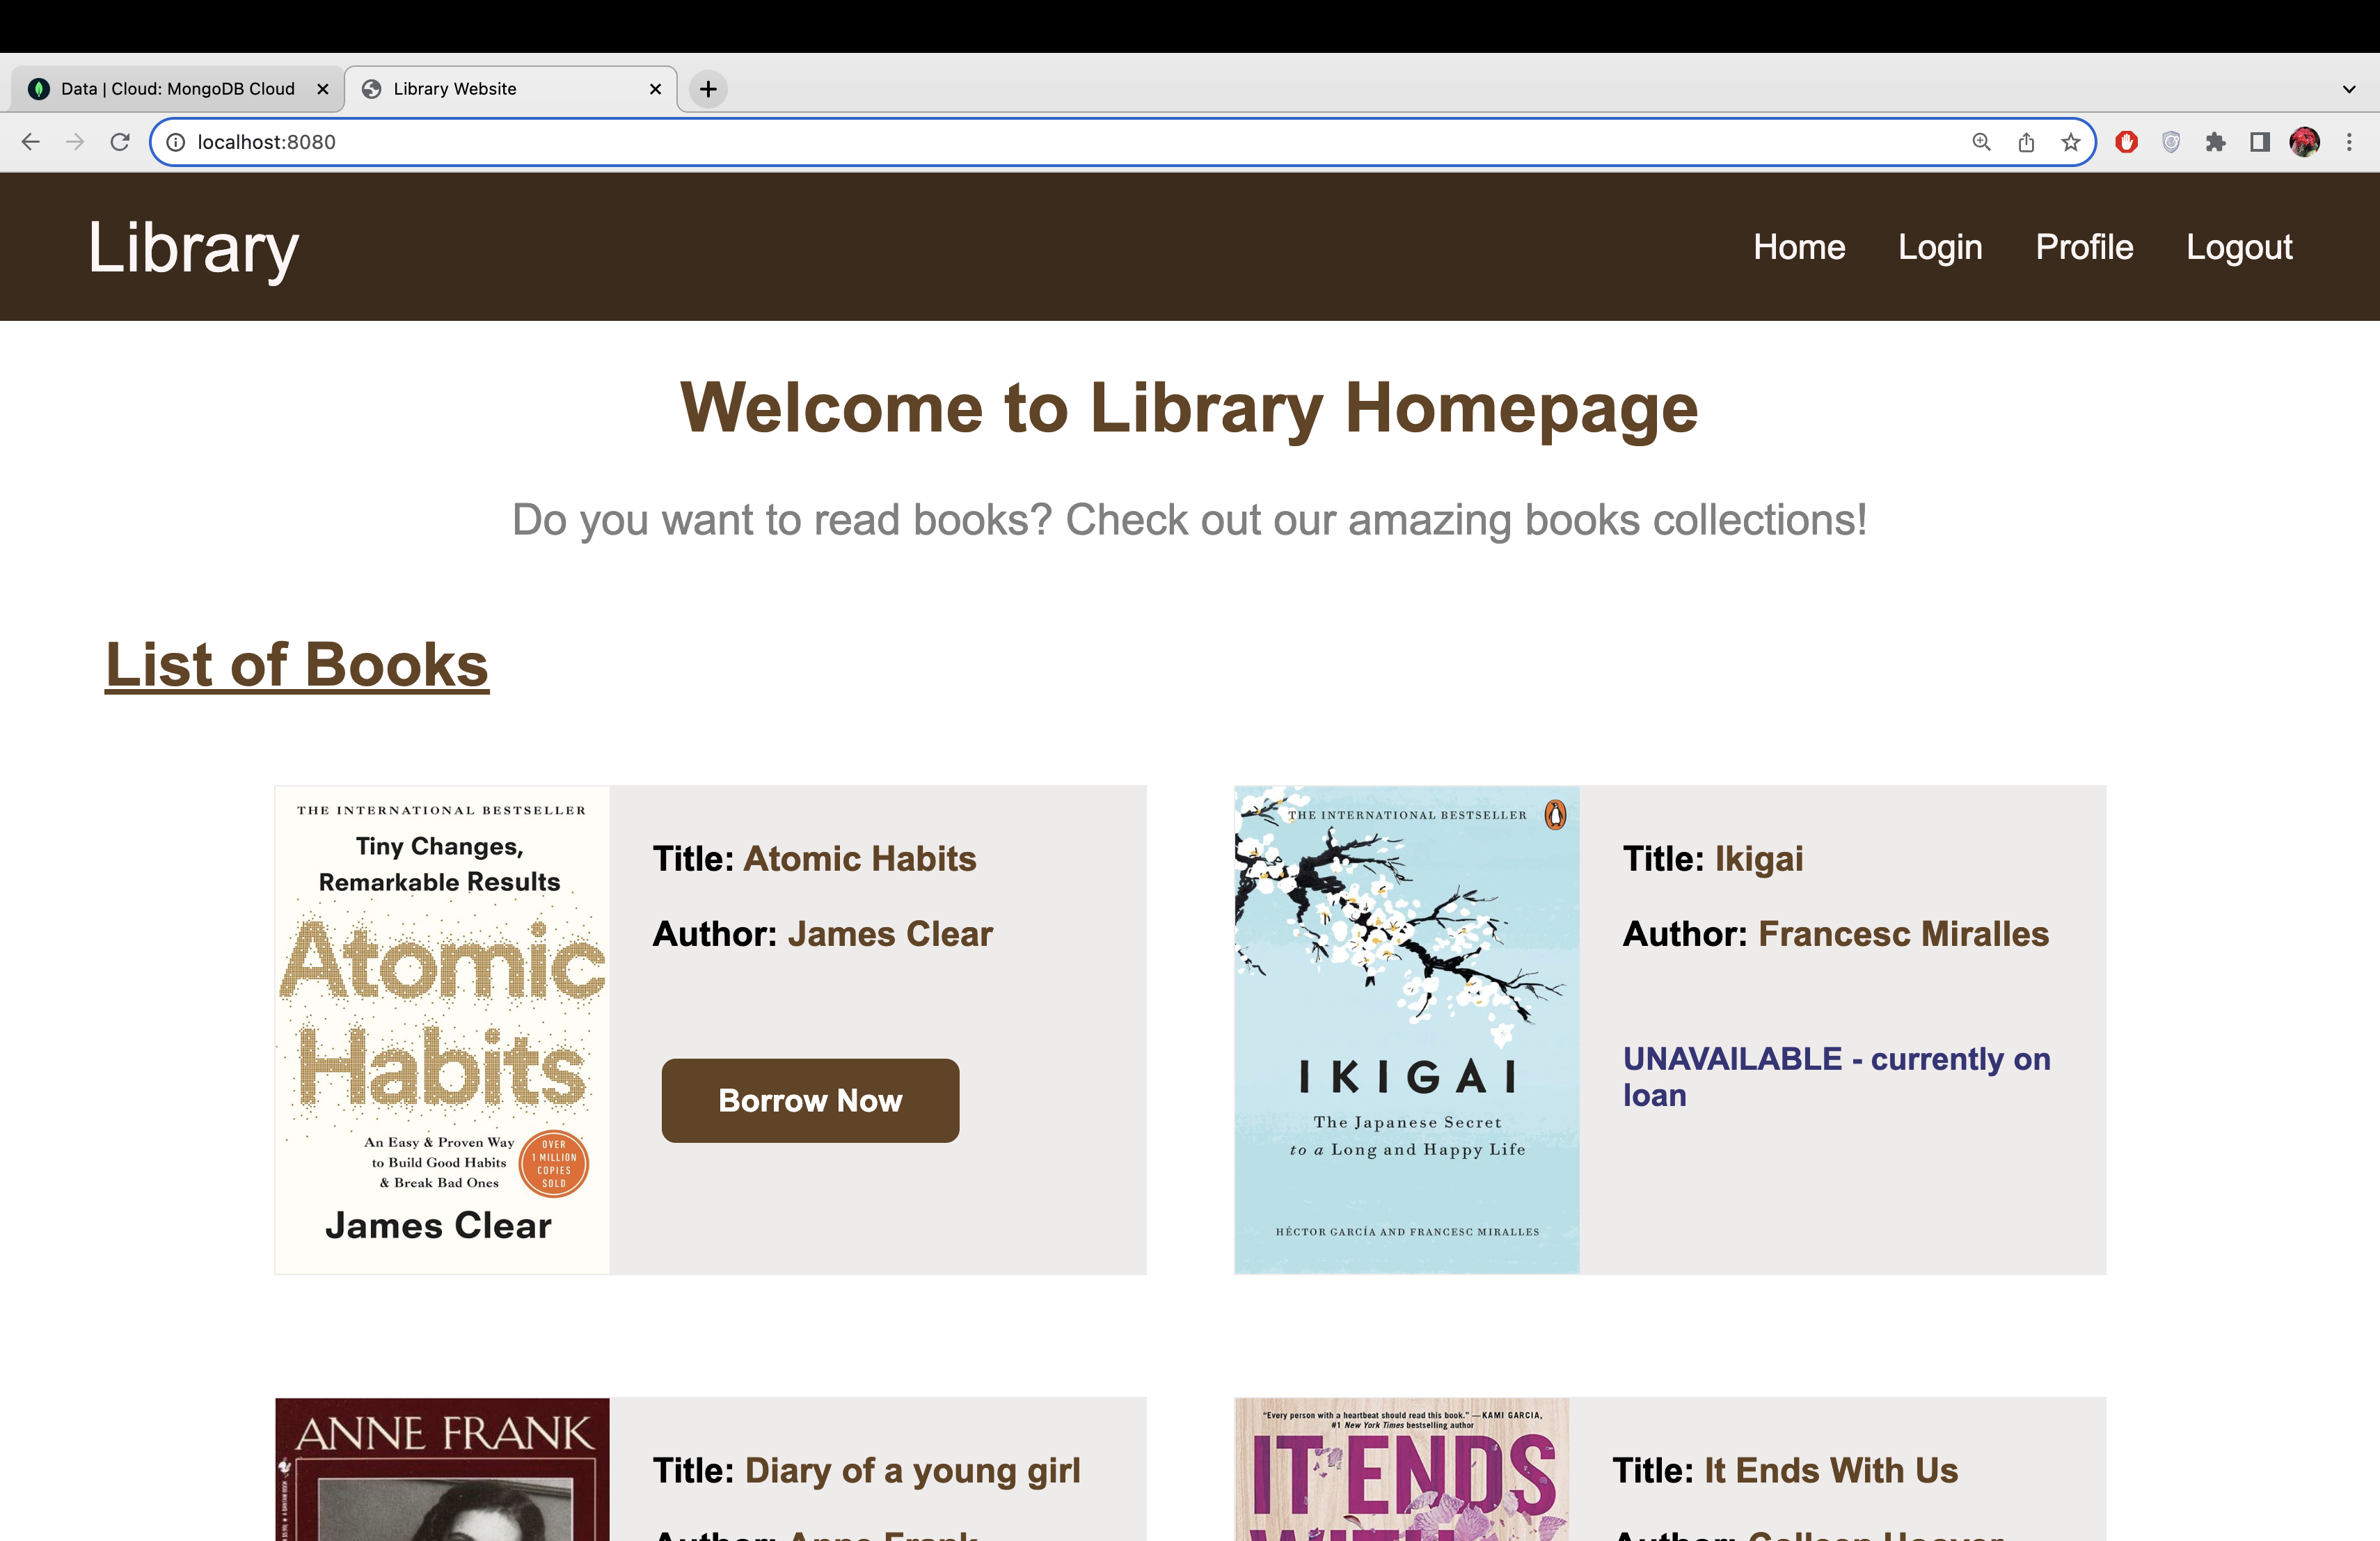 Data | Cloud: MongoDB Cloud
Library Website
localhost:8080
Library
Home Login Profile Logout
Welcome to Library Homepage
Do you want to read books? Check out our amazing books collections!
List of Books
THE INTERNATIONAL BESTSELLER
Tiny Changes,
Remarkable Results
Atomic
Habits
An Easy & Proven Way
to Build Good Habits
& Break Bad Ones
OVER
1 MILLION
COPIES
SOLD
James Clear
Title: Atomic Habits
Author: James Clear
Borrow Now
THE INTERNATIONAL BESTSELLER
IKIGAI
The Japanese Secret
to a Long and Happy Life
HÉCTOR GARCÍA AND FRANCESC MIRALLES
Title: Ikigai
Author: Francesc Miralles
UNAVAILABLE - currently on
loan
ANNE FRANK
Title: Diary of a young girl
Author: Anne Frank
"Every person with a heartbeat should read this book." —KAMI GARCIA,
#1 New York Times bestselling author
IT ENDS
WITH
Title: It Ends With Us
Author: Colleen Hoover